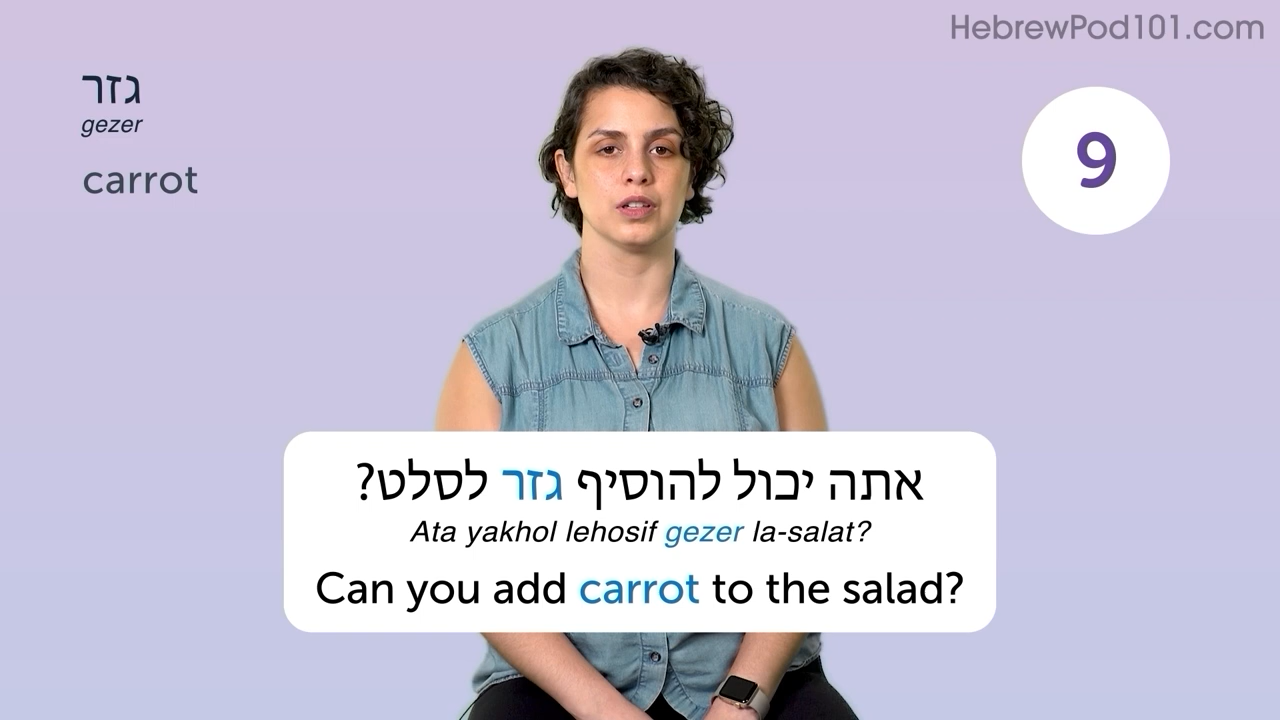 HebrewPod101.com
גזר
gezer
carrot
9
אתה יכול להוסיף גזר לסלט?
Ata yakhol lehosif gezer la-salat?
Can you add carrot to the salad?